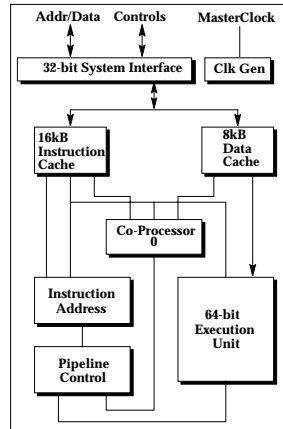 Addr/Data Controls MasterClock
32-bit System Interface
Clk Gen
16kB
Instruction
Cache
8kB
Data
Cache
Co-Processor
0
Instruction
Address
64-bit
Execution
Unit
Pipeline
Control